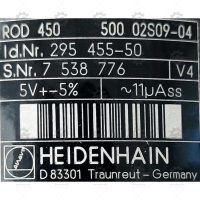 ROD 450 500 02S09-04
Id.Nr. 295 455-50
S.Nr. 7 538 776 V4
5V+-5% ~11µAss
HEIDENHAIN
D 83301 Traunreut - Germany